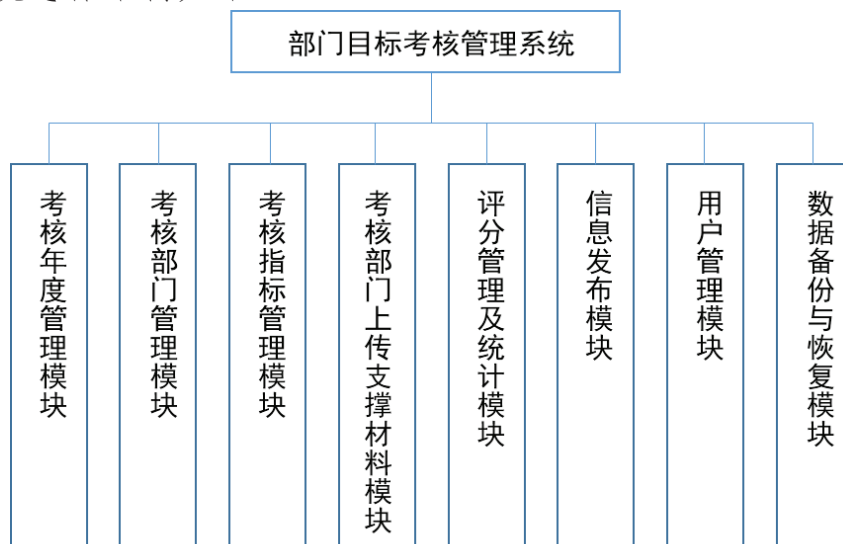 部门目标考核管理系统
考核年度管理模块
考核部门管理模块
考核指标管理模块
考核部门上传支撑材料模块
评分管理及统计模块
信息发布模块
用户管理模块
数据备份与恢复模块